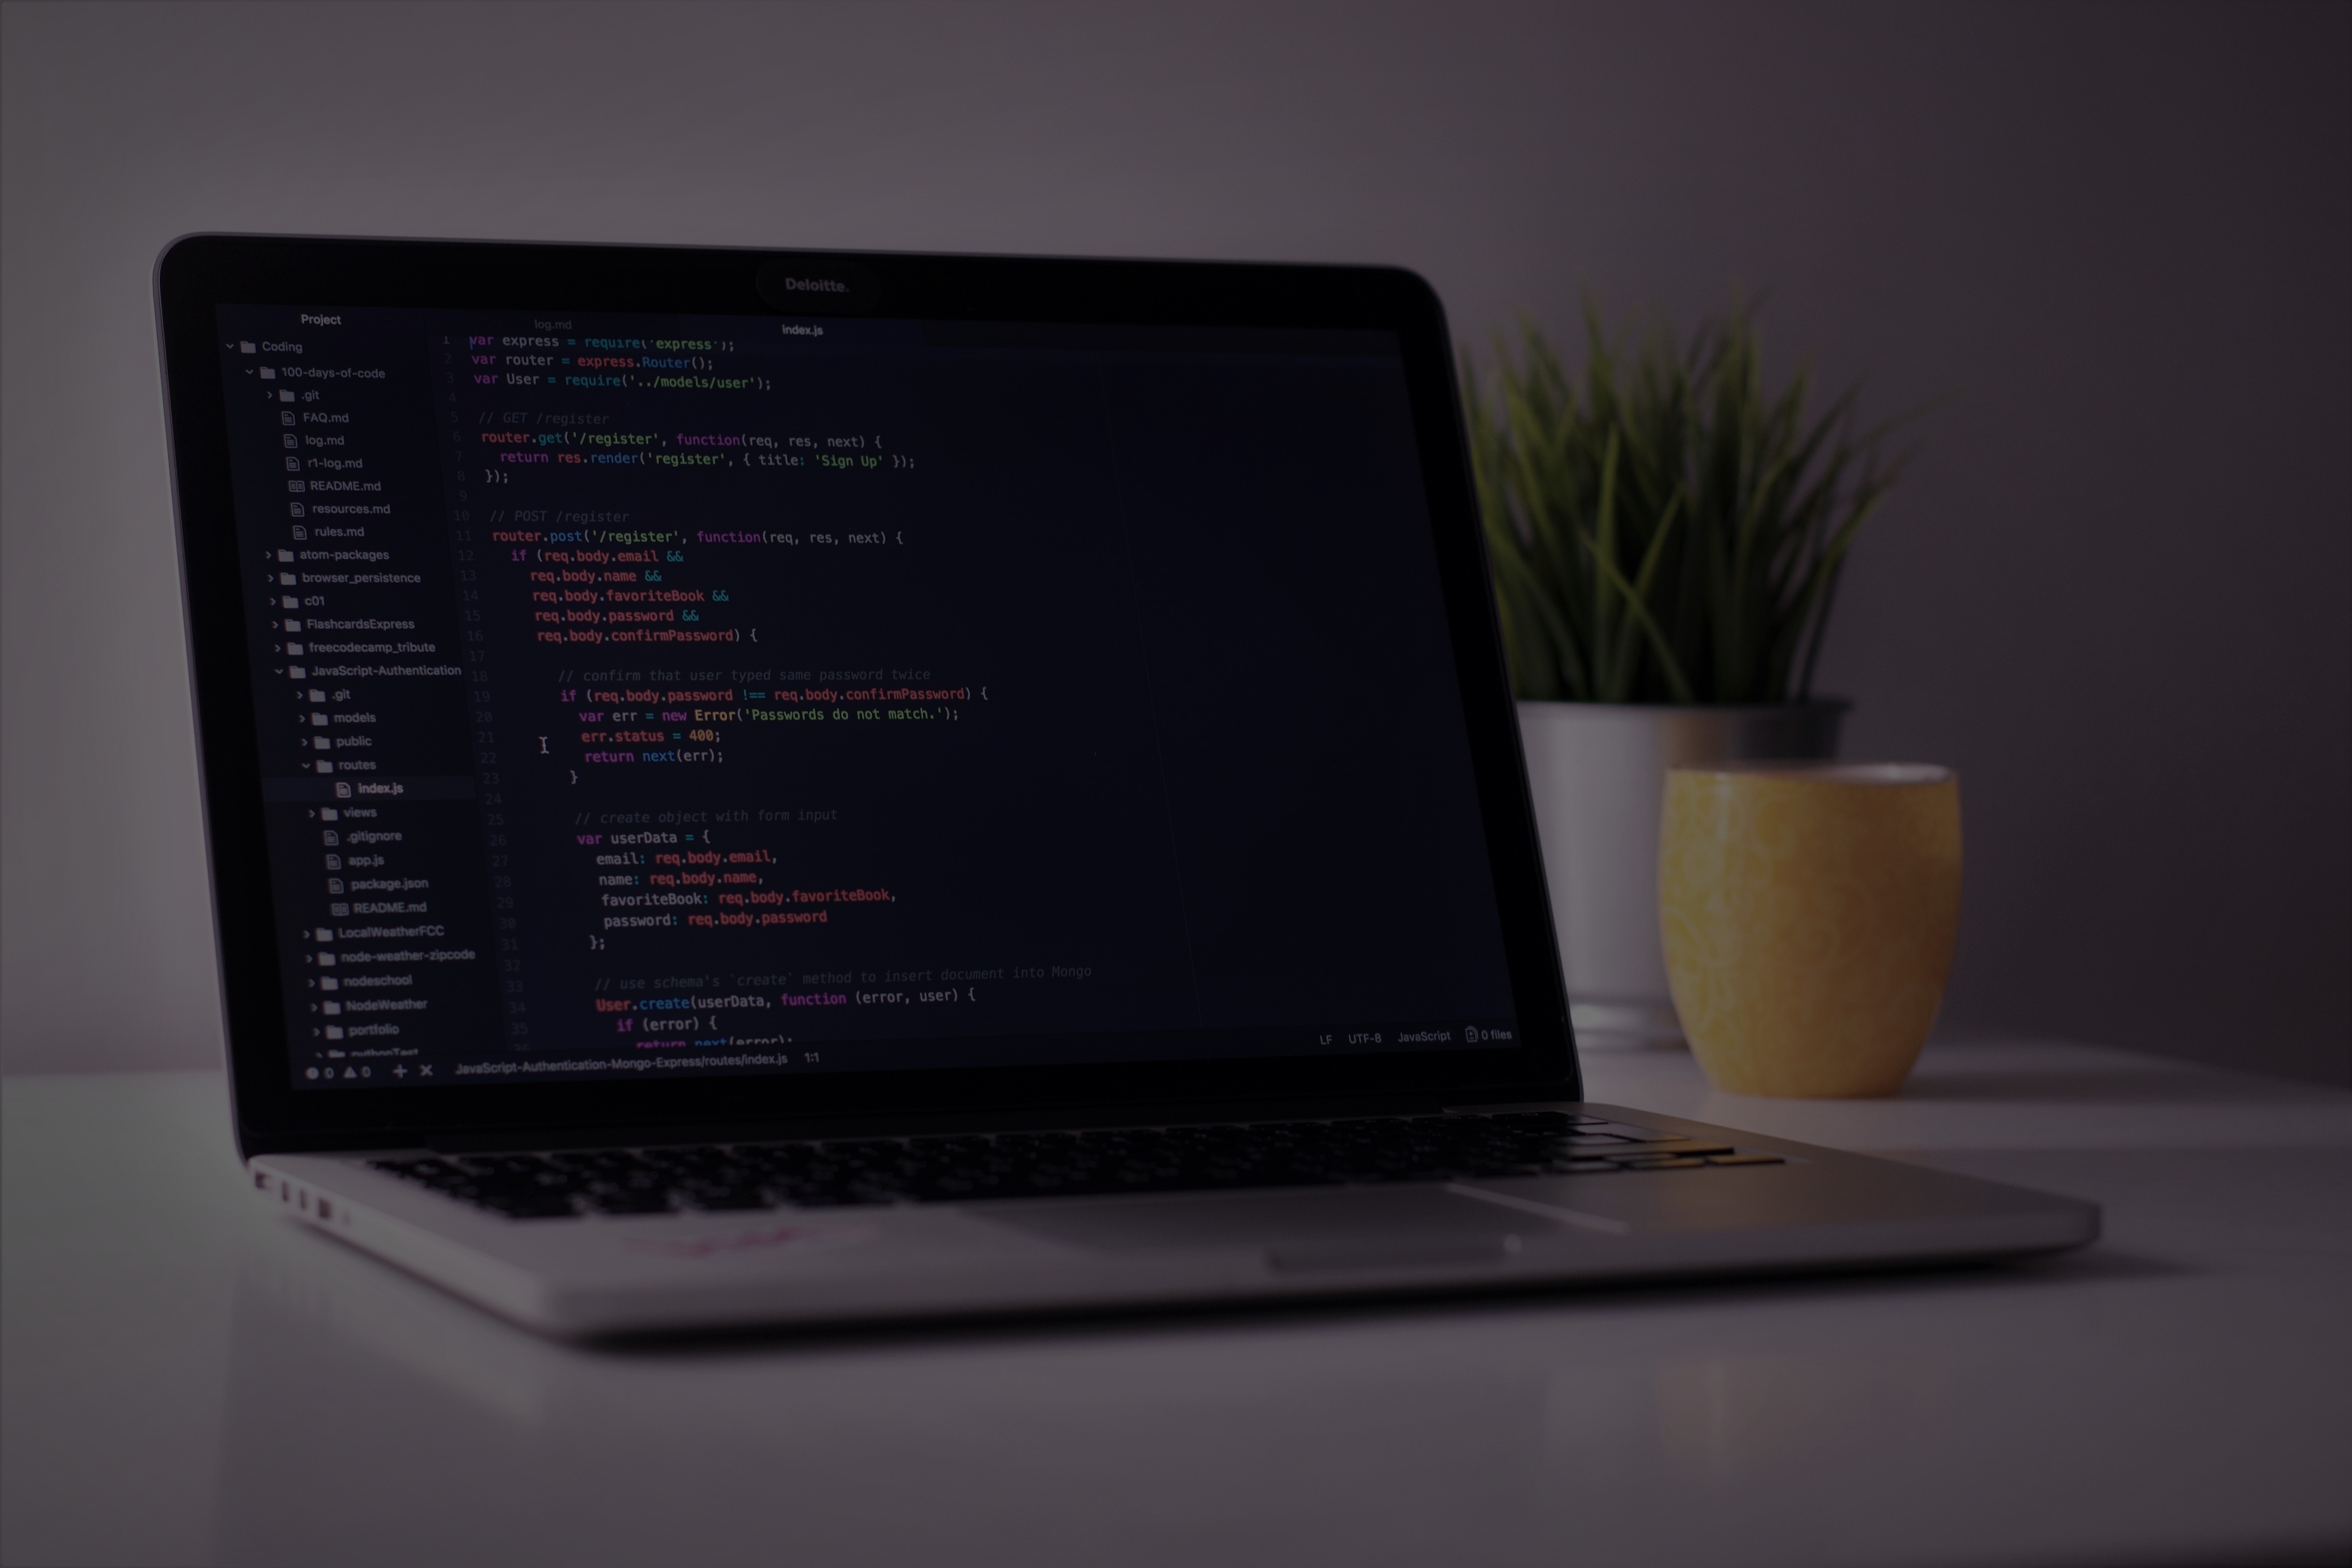 Deloitte.
Project
Coding
100-days-of-code
.git
FAQ.md
log.md
r1-log.md
README.md
resources.md
rules.md
atom-packages
browser_persistence
c01
FlashcardsExpress
freecodecamp_tribute
JavaScript-Authentication
.git
models
public
routes
index.js
views
.gitignore
app.js
package.json
README.md
LocalWeatherFCC
node-weather-zipcode
nodeschool
NodeWeather
portfolio
pythonTest
log.md
index.js
1 var express = require('express');
2 var router = express.Router();
3 var User = require('../models/user');
4
5 // GET /register
6 router.get('/register', function(req, res, next) {
7 return res.render('register', { title: 'Sign Up' });
8 });
9
10 // POST /register
11 router.post('/register', function(req, res, next) {
12 if (req.body.email &&
13 req.body.name &&
14 req.body.favoriteBook &&
15 req.body.password &&
16 req.body.confirmPassword) {
17
18 // confirm that user typed same password twice
19 if (req.body.password !== req.body.confirmPassword) {
20 var err = new Error('Passwords do not match.');
21 err.status = 400;
22 return next(err);
23 }
24
25 // create object with form input
26 var userData = {
27 email: req.body.email,
28 name: req.body.name,
29 favoriteBook: req.body.favoriteBook,
30 password: req.body.password
31 };
32
33 // use schema's `create` method to insert document into Mongo
34 User.create(userData, function (error, user) {
35 if (error) {
return next(error);
0 0 JavaScript-Authentication-Mongo-Express/routes/index.js 1:1
LF UTF-8 JavaScript 0 files